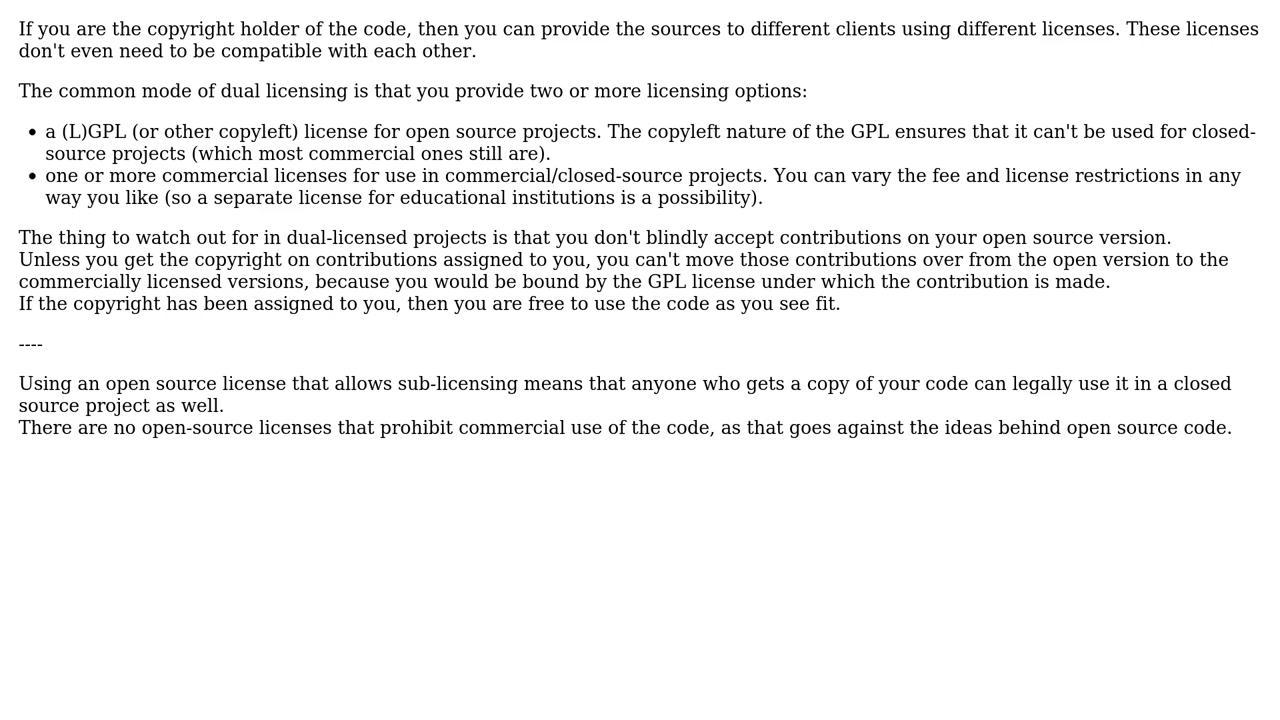 If you are the copyright holder of the code, then you can provide the sources to different clients using different licenses. These licenses
don't even need to be compatible with each other.
The common mode of dual licensing is that you provide two or more licensing options:
• a (L)GPL (or other copyleft) license for open source projects. The copyleft nature of the GPL ensures that it can't be used for closed-
source projects (which most commercial ones still are).
• one or more commercial licenses for use in commercial/closed-source projects. You can vary the fee and license restrictions in any
way you like (so a separate license for educational institutions is a possibility).
The thing to watch out for in dual-licensed projects is that you don't blindly accept contributions on your open source version.
Unless you get the copyright on contributions assigned to you, you can't move those contributions over from the open version to the
commercially licensed versions, because you would be bound by the GPL license under which the contribution is made.
If the copyright has been assigned to you, then you are free to use the code as you see fit.
----
Using an open source license that allows sub-licensing means that anyone who gets a copy of your code can legally use it in a closed
source project as well.
There are no open-source licenses that prohibit commercial use of the code, as that goes against the ideas behind open source code.